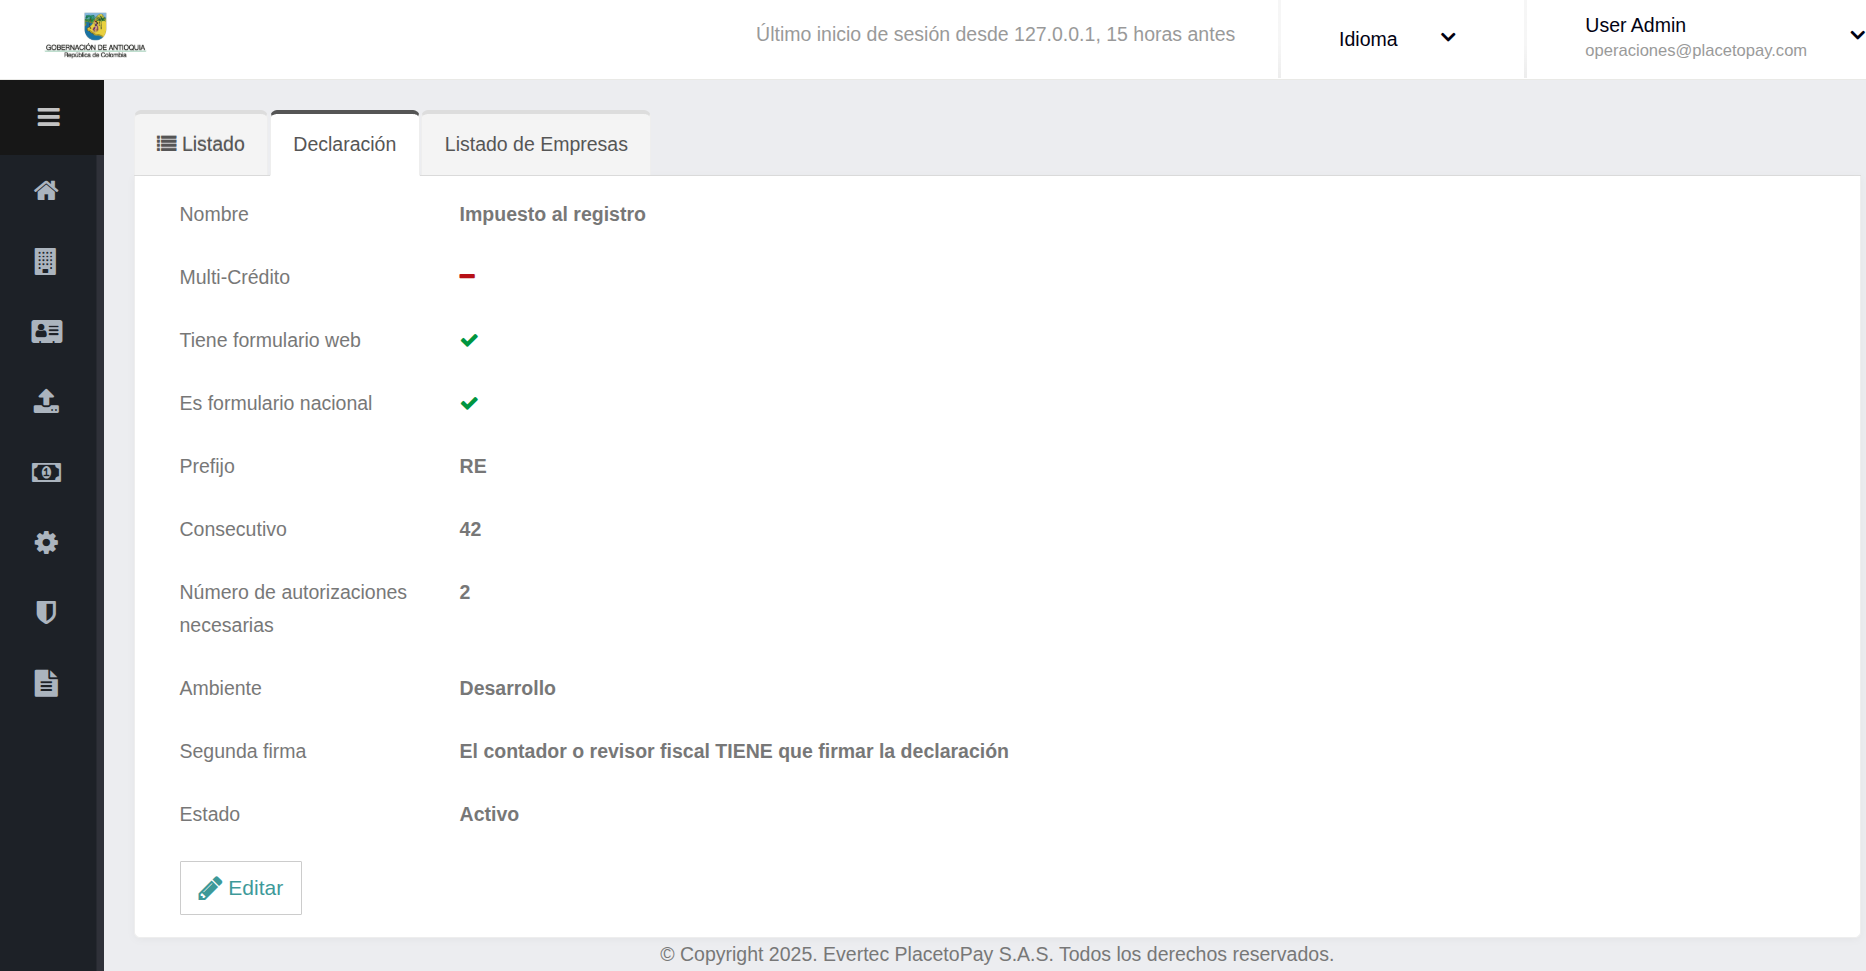 GOBERNACIÓN DE ANTIOQUIA
República de Colombia
Último inicio de sesión desde 127.0.0.1, 15 horas antes
Idioma
User Admin
operaciones@placetopay.com
Listado
Declaración
Listado de Empresas
Nombre Impuesto al registro
Multi-Crédito
Tiene formulario web
Es formulario nacional
Prefijo RE
Consecutivo 42
Número de autorizaciones 2
necesarias
Ambiente Desarrollo
Segunda firma El contador o revisor fiscal TIENE que firmar la declaración
Estado Activo
Editar
© Copyright 2025. Evertec PlacetoPay S.A.S. Todos los derechos reservados.